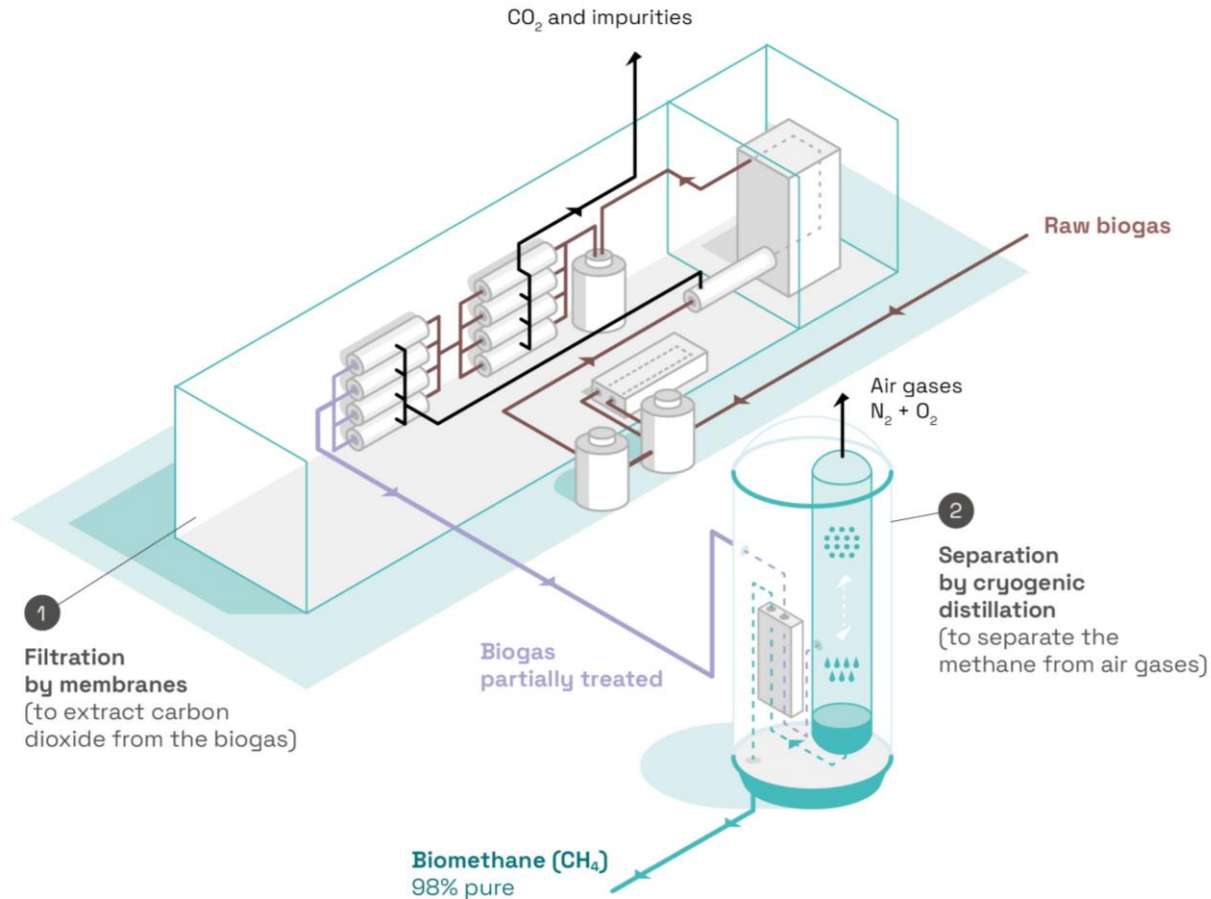 CO₂ and impurities
Raw biogas
Air gases
N₂ + O₂
2
Separation
by cryogenic
distillation
(to separate the
methane from air gases)
1
Filtration
by membranes
(to extract carbon
dioxide from the biogas)
Biogas
partially treated
Biomethane (CH₄)
98% pure